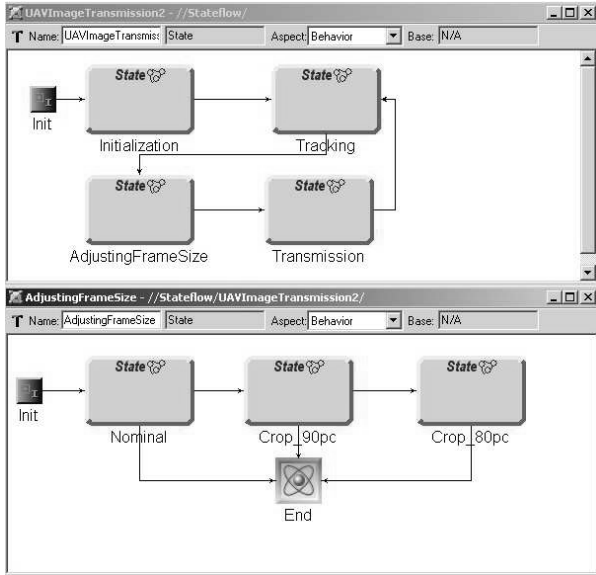 UAVImageTransmission2 - //Stateflow/
T Name: UAVImageTransmiss State Aspect: Behavior Base: N/A
State State
Init
Initialization Tracking
State State
AdjustingFrameSize Transmission
AdjustingFrameSize - //Stateflow/UAVImageTransmission2/
T Name: AdjustingFrameSize State Aspect: Behavior Base: N/A
State State State
Init
Nominal Crop_90pc Crop_80pc
End